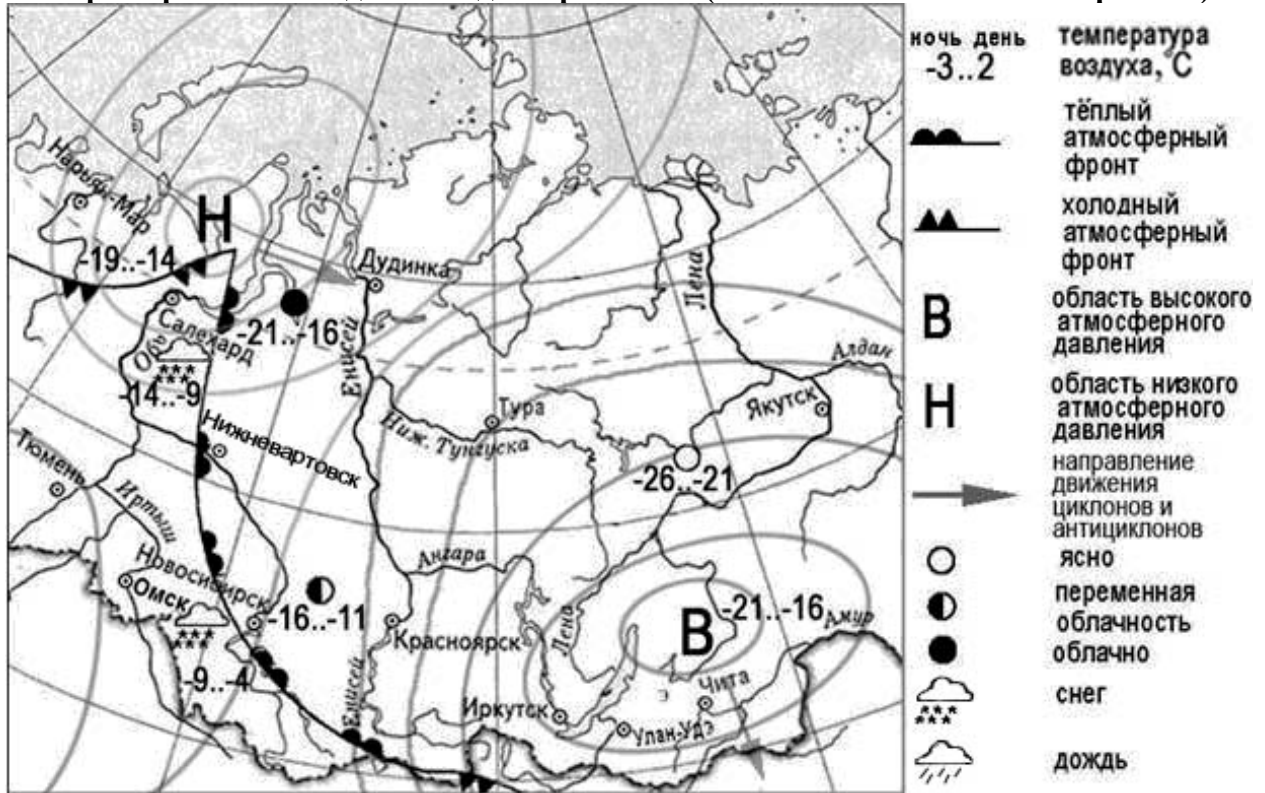 Нарьян-Мар
Н
-19..-14
Дудинка
Салехард
-21..-16
Обь
Енисей
-14..-9
Лена
Алдан
Тура
Якутск
Ниж. Тунгуска
Нижневартовск
Тюмень
-26..-21
Иртыш
Ангара
Новосибирск
Омск
-16..-11
Красноярск
Лена
В
-21..-16
Амур
-9..-4
Енисей
Иркутск
Улан-Удэ
Чита
Э
ночь день
-3..2
температура
воздуха,°С
тёплый
атмосферный
фронт
холодный
атмосферный
фронт
В
область высокого
атмосферного
давления
Н
область низкого
атмосферного
давления
направление
движения
циклонов и
антициклонов
ясно
переменная
облачность
облачно
снег
дождь